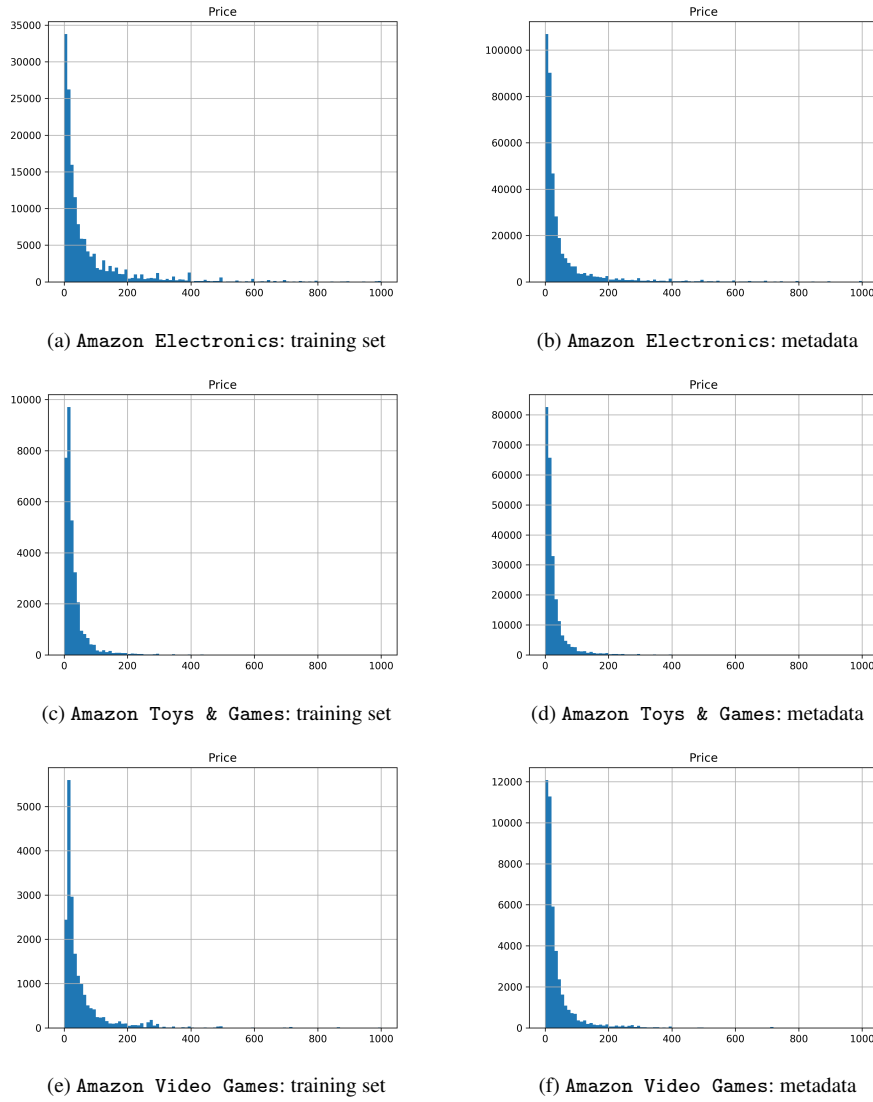 Price
35000
30000
25000
20000
15000
10000
5000
0
0 200 400 600 800 1000
(a) Amazon Electronics: training set
Price
100000
80000
60000
40000
20000
0
0 200 400 600 800 1000
(b) Amazon Electronics: metadata
Price
10000
8000
6000
4000
2000
0
0 200 400 600 800 1000
(c) Amazon Toys & Games: training set
Price
80000
70000
60000
50000
40000
30000
20000
10000
0
0 200 400 600 800 1000
(d) Amazon Toys & Games: metadata
Price
5000
4000
3000
2000
1000
0
0 200 400 600 800 1000
(e) Amazon Video Games: training set
Price
12000
10000
8000
6000
4000
2000
0
0 200 400 600 800 1000
(f) Amazon Video Games: metadata